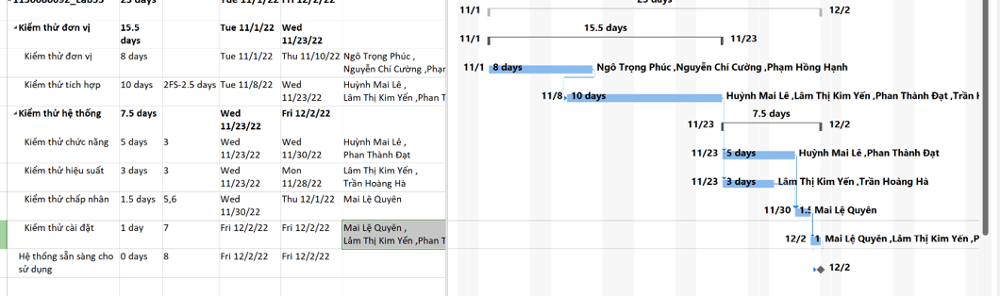 25 days
11/1
12/2
Kiểm thử đơn vị 15.5 days Tue 11/1/22 Wed 11/23/22
15.5 days
11/1
11/23
Kiểm thử đơn vị 8 days Tue 11/1/22 Thu 11/10/22 Ngô Trọng Phúc ,
Nguyễn Chí Cường ,Phạm
11/1 8 days Ngô Trọng Phúc ,Nguyễn Chí Cường ,Phạm Hồng Hạnh
Kiểm thử tích hợp 10 days 2FS-2.5 days Tue 11/8/22 Wed 11/23/22 Huỳnh Mai Lê ,
Lâm Thị Kim Yến ,Phan T
11/8 10 days Huỳnh Mai Lê ,Lâm Thị Kim Yến ,Phan Thành Đạt ,Trần H
Kiểm thử hệ thống 7.5 days Wed 11/23/22 Fri 12/2/22
7.5 days
11/23
12/2
Kiểm thử chức năng 5 days 3 Wed 11/23/22 Wed 11/30/22 Huỳnh Mai Lê ,
Phan Thành Đạt
11/23 5 days Huỳnh Mai Lê ,Phan Thành Đạt
Kiểm thử hiệu suất 3 days 3 Wed 11/23/22 Mon 11/28/22 Lâm Thị Kim Yến ,
Trần Hoàng Hà
11/23 3 days Lâm Thị Kim Yến ,Trần Hoàng Hà
Kiểm thử chấp nhân 1.5 days 5,6 Wed 11/30/22 Thu 12/1/22 Mai Lệ Quyên
11/30 1.5 Mai Lệ Quyên
Kiểm thử cài đặt 1 day 7 Fri 12/2/22 Fri 12/2/22 Mai Lệ Quyên ,
Lâm Thị Kim Yến ,Phan T
12/2 1 Mai Lệ Quyên ,Lâm Thị Kim Yến ,P
Hệ thống sẵn sàng cho sử dụng 0 days 8 Fri 12/2/22 Fri 12/2/22
12/2